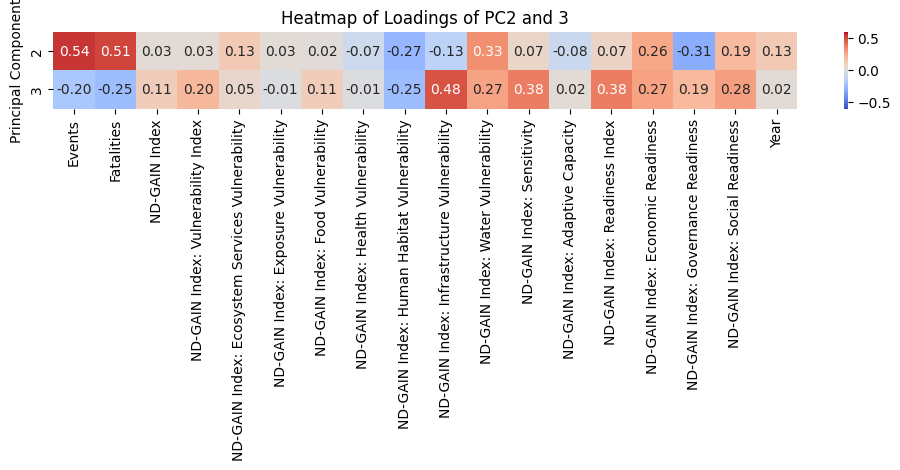 Heatmap of Loadings of PC2 and 3
Principal Component
2
0.54 0.51 0.03 0.03 0.13 0.03 0.02 -0.07 -0.27 -0.13 0.33 0.07 -0.08 0.07 0.26 -0.31 0.19 0.13
3
-0.20 -0.25 0.11 0.20 0.05 -0.01 0.11 -0.01 -0.25 0.48 0.27 0.38 0.02 0.38 0.27 0.19 0.28 0.02
Events
Fatalities
ND-GAIN Index
ND-GAIN Index: Vulnerability Index
ND-GAIN Index: Ecosystem Services Vulnerability
ND-GAIN Index: Exposure Vulnerability
ND-GAIN Index: Food Vulnerability
ND-GAIN Index: Health Vulnerability
ND-GAIN Index: Human Habitat Vulnerability
ND-GAIN Index: Infrastructure Vulnerability
ND-GAIN Index: Water Vulnerability
ND-GAIN Index: Sensitivity
ND-GAIN Index: Adaptive Capacity
ND-GAIN Index: Readiness Index
ND-GAIN Index: Economic Readiness
ND-GAIN Index: Governance Readiness
ND-GAIN Index: Social Readiness
Year
0.5
0.0
−0.5